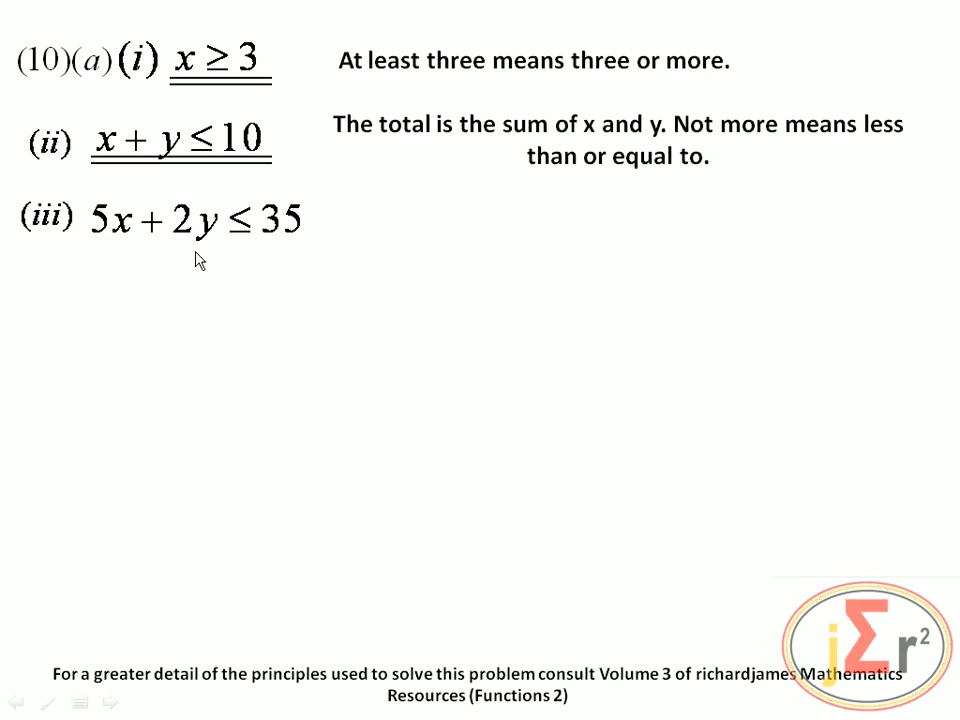 (10)(a)(i) x ≥ 3 At least three means three or more.
(ii) x + y ≤ 10 The total is the sum of x and y. Not more means less
than or equal to.
(iii) 5x + 2y ≤ 35
jΣr²
For a greater detail of the principles used to solve this problem consult Volume 3 of richardjames Mathematics
Resources (Functions 2)